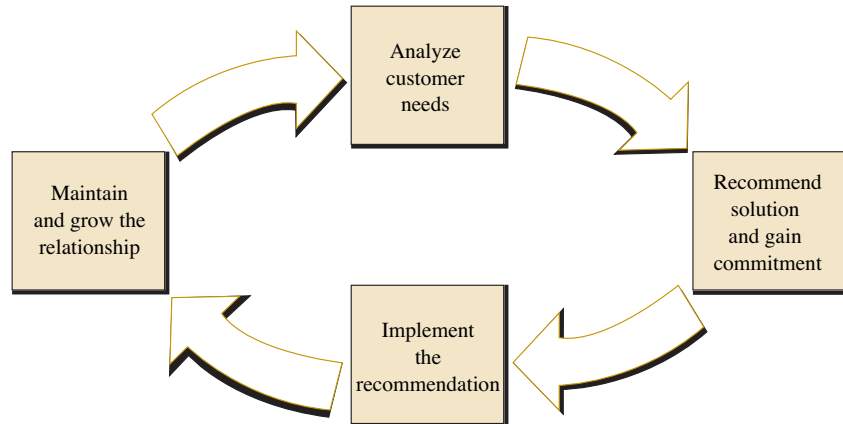 Analyze
customer
needs
Recommend
solution
and gain
commitment
Implement
the
recommendation
Maintain
and grow the
relationship